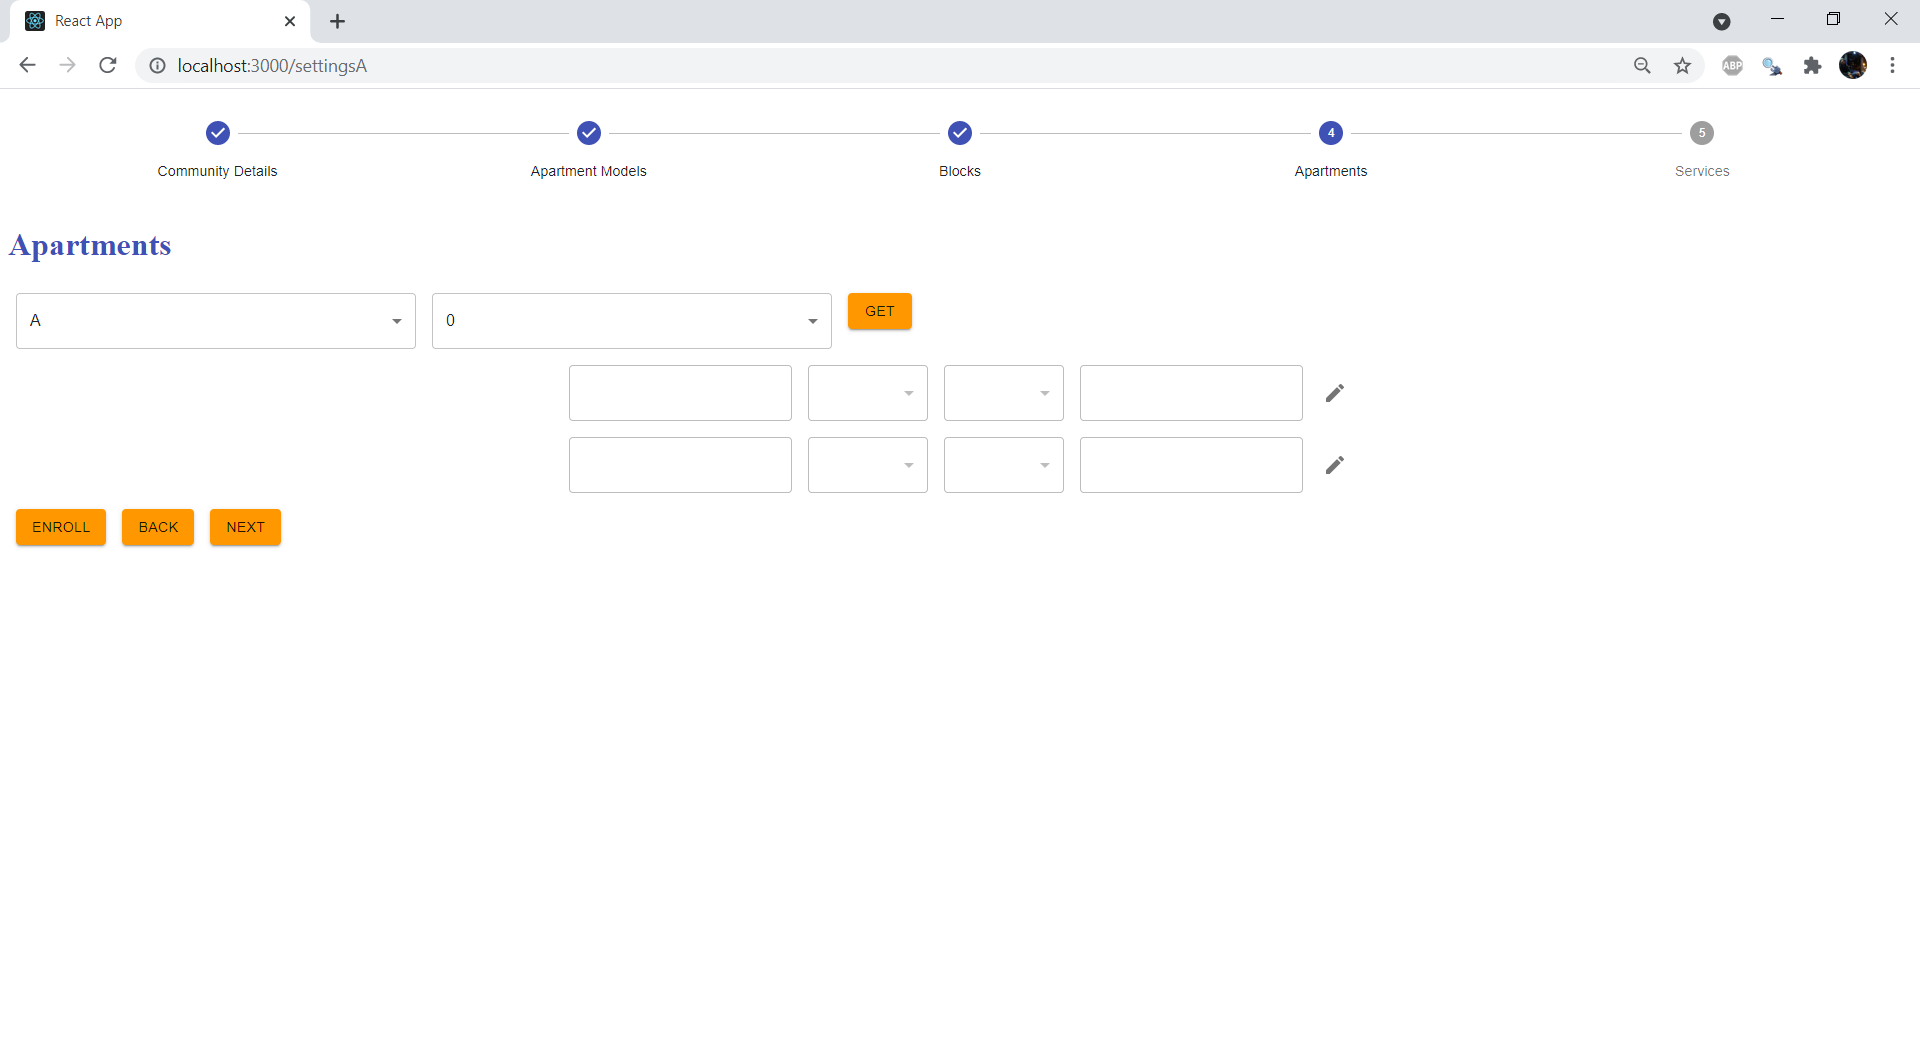 React App
localhost:3000/settingsA
ABP
4
5
Community Details
Apartment Models
Blocks
Apartments
Services
Apartments
A
0
GET
ENROLL
BACK
NEXT